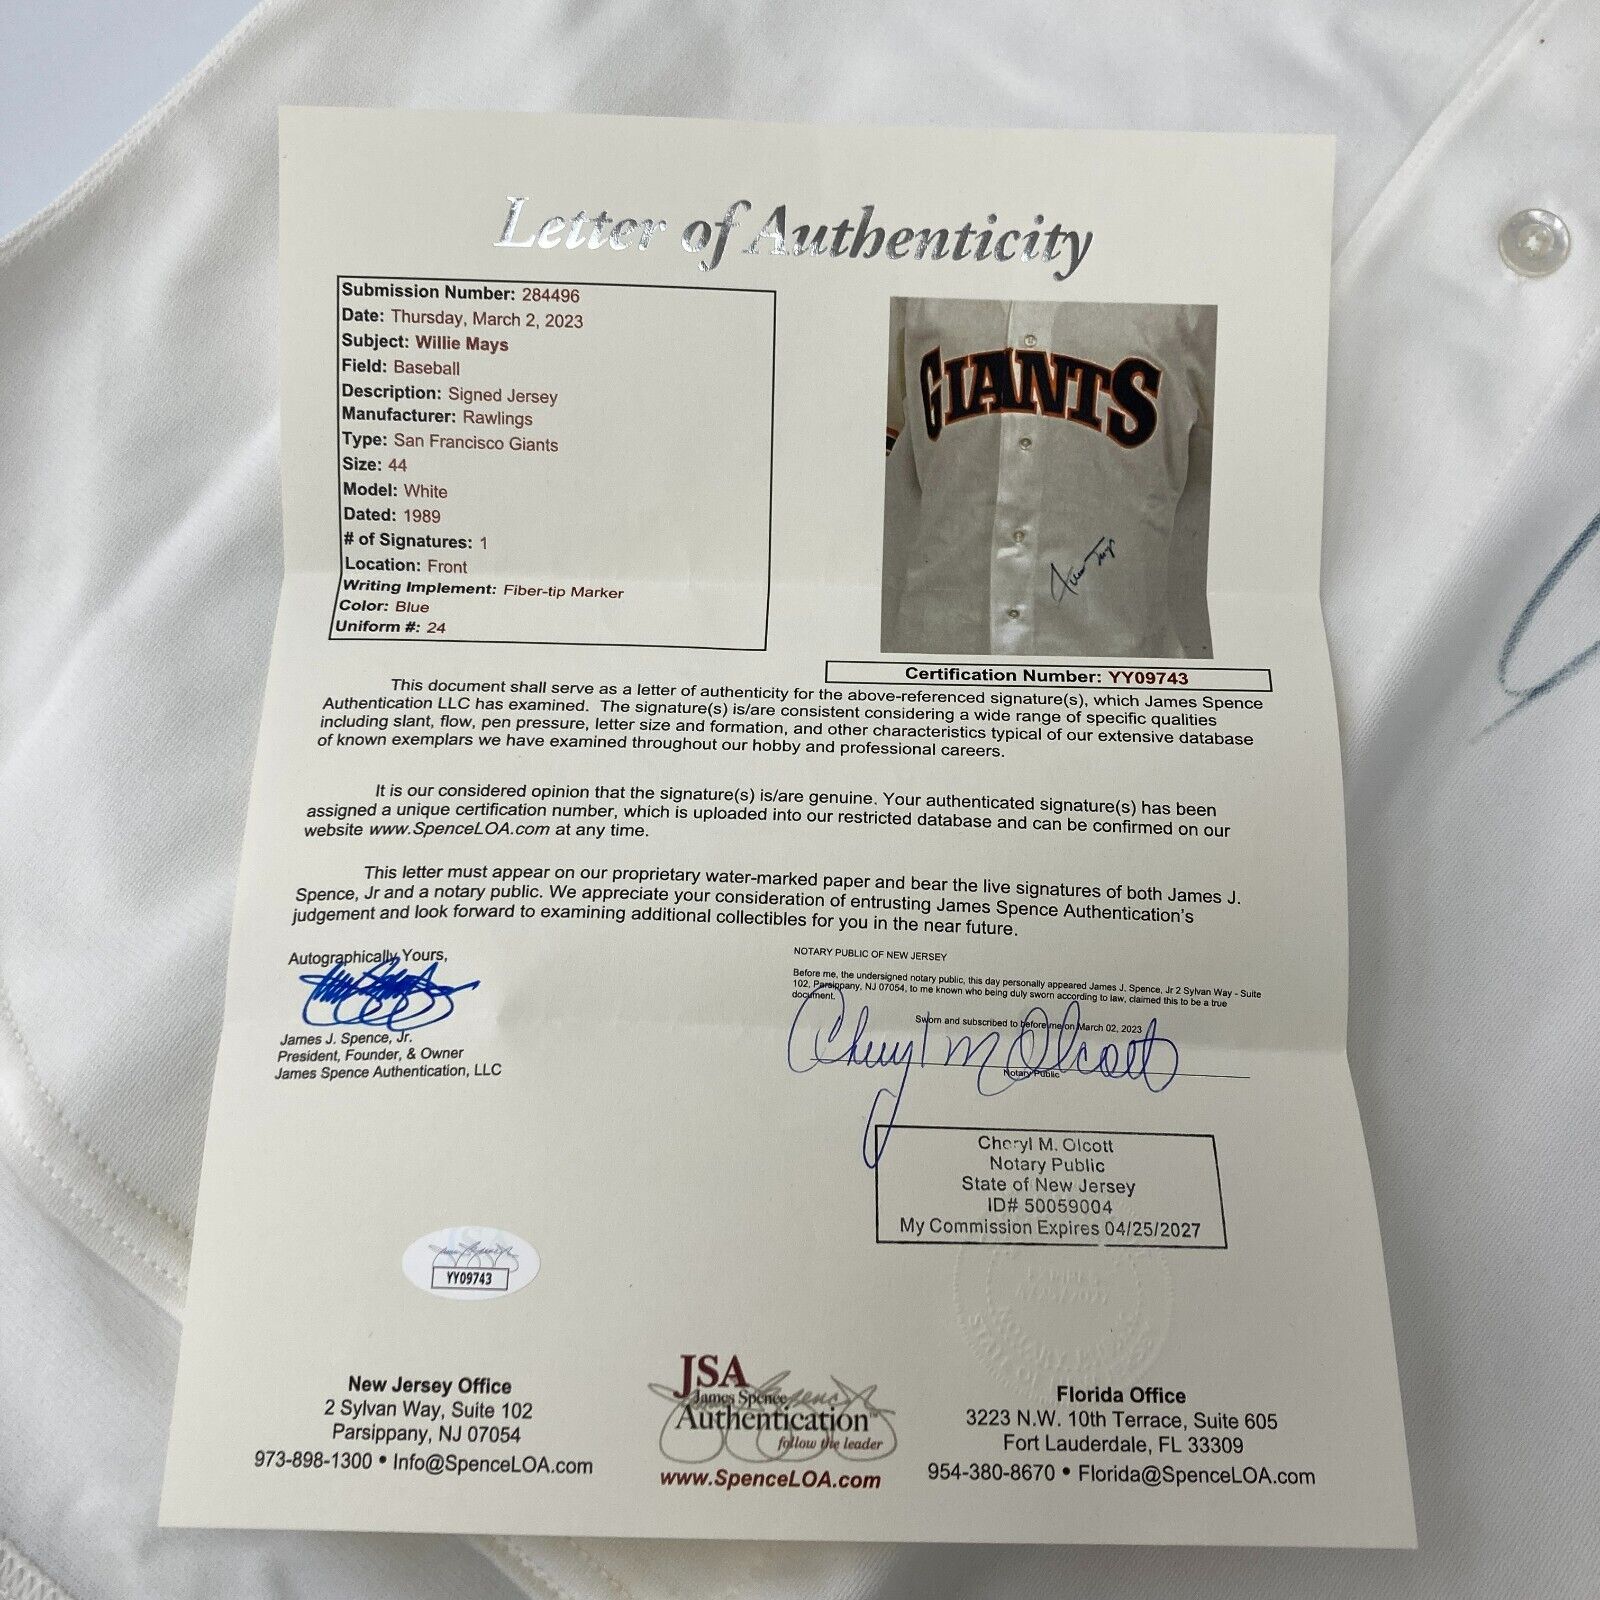 Letter of Authenticity
Submission Number: 284496
Date: Thursday, March 2, 2023
Subject: Willie Mays
Field: Baseball
Description: Signed Jersey
Manufacturer: Rawlings
Type: San Francisco Giants
Size: 44
Model: White
Dated: 1989
# of Signatures: 1
Location: Front
Writing Implement: Fiber-tip Marker
Color: Blue
Uniform #: 24
GIANTS
Certification Number: YY09743
This document shall serve as a letter of authenticity for the above-referenced signature(s), which James Spence
Authentication LLC has examined. The signature(s) is/are consistent considering a wide range of specific qualities
including slant, flow, pen pressure, letter size and formation, and other characteristics typical of our extensive database
of known exemplars we have examined throughout our hobby and professional careers.
It is our considered opinion that the signature(s) is/are genuine. Your authenticated signature(s) has been
assigned a unique certification number, which is uploaded into our restricted database and can be confirmed on our
website www.SpenceLOA.com at any time.
This letter must appear on our proprietary water-marked paper and bear the live signatures of both James J.
Spence, Jr and a notary public. We appreciate your consideration of entrusting James Spence Authentication's
judgement and look forward to examining additional collectibles for you in the near future.
Autographically Yours,
James J. Spence, Jr.
President, Founder, & Owner
James Spence Authentication, LLC
NOTARY PUBLIC OF NEW JERSEY
Before me, the undersigned notary public, this day personally appeared James J. Spence, Jr 2 Sylvan Way - Suite
102, Parsippany, NJ 07054, to me known who being duly sworn according to law, claimed this to be a true
document.
Sworn and subscribed to before me on March 02, 2023
Cheryl M Olcott
Notary Public
Cheryl M. Olcott
Notary Public
State of New Jersey
ID# 50059004
My Commission Expires 04/25/2027
YY09743
New Jersey Office
2 Sylvan Way, Suite 102
Parsippany, NJ 07054
973-898-1300 • Info@SpenceLOA.com
JSA
James Spence
Authentication™
follow the leader
www.SpenceLOA.com
Florida Office
3223 N.W. 10th Terrace, Suite 605
Fort Lauderdale, FL 33309
954-380-8670 • Florida@SpenceLOA.com